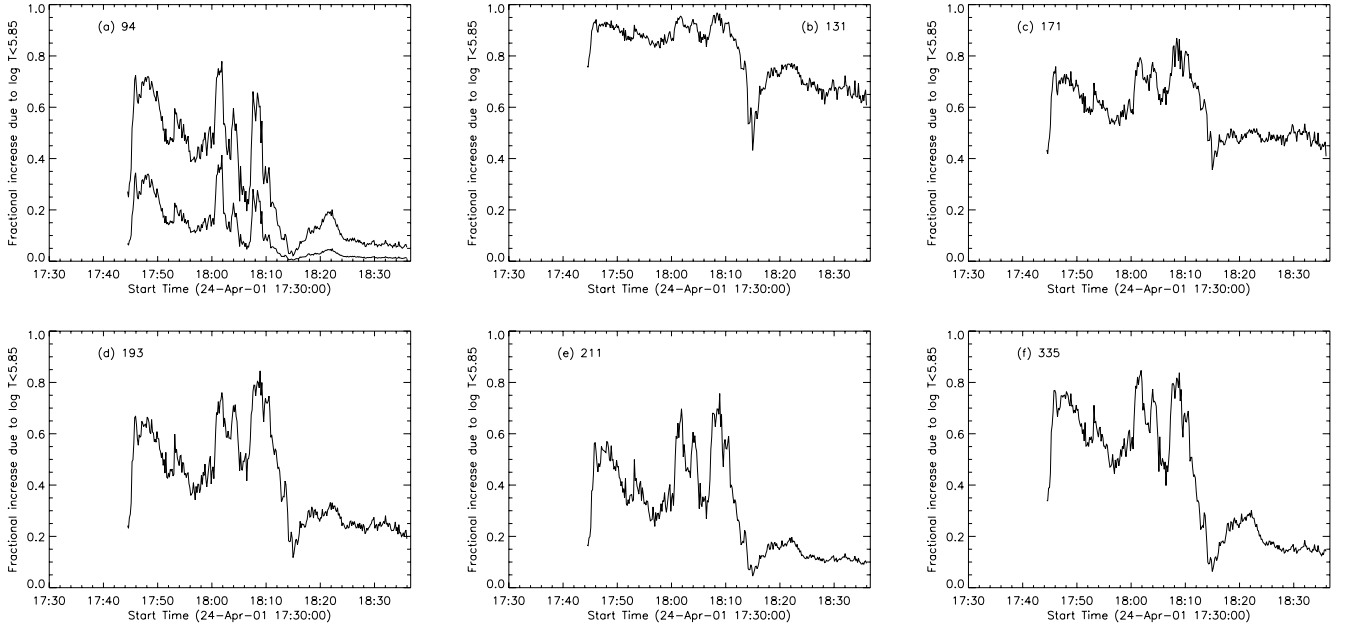 (a) 94
Fractional increase due to log T<5.85
1.0
0.8
0.6
0.4
0.2
0.0
17:30 17:40 17:50 18:00 18:10 18:20 18:30
Start Time (24-Apr-01 17:30:00)
(b) 131
Fractional increase due to log T<5.85
1.0
0.8
0.6
0.4
0.2
0.0
17:30 17:40 17:50 18:00 18:10 18:20 18:30
Start Time (24-Apr-01 17:30:00)
(c) 171
Fractional increase due to log T<5.85
1.0
0.8
0.6
0.4
0.2
0.0
17:30 17:40 17:50 18:00 18:10 18:20 18:30
Start Time (24-Apr-01 17:30:00)
(d) 193
Fractional increase due to log T<5.85
1.0
0.8
0.6
0.4
0.2
0.0
17:30 17:40 17:50 18:00 18:10 18:20 18:30
Start Time (24-Apr-01 17:30:00)
(e) 211
Fractional increase due to log T<5.85
1.0
0.8
0.6
0.4
0.2
0.0
17:30 17:40 17:50 18:00 18:10 18:20 18:30
Start Time (24-Apr-01 17:30:00)
(f) 335
Fractional increase due to log T<5.85
1.0
0.8
0.6
0.4
0.2
0.0
17:30 17:40 17:50 18:00 18:10 18:20 18:30
Start Time (24-Apr-01 17:30:00)